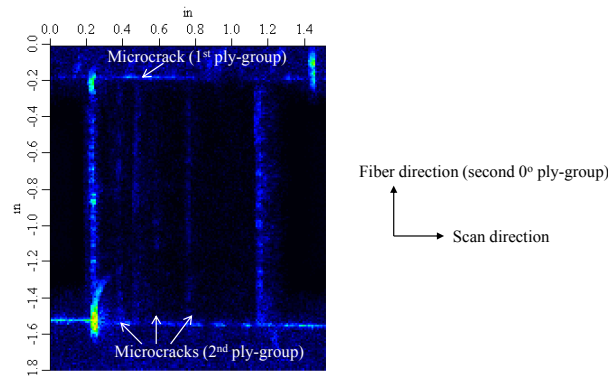 in
0.0 0.2 0.4 0.6 0.8 1.0 1.2 1.4
in
0.0
-0.2
-0.4
-0.6
-0.8
-1.0
-1.2
-1.4
-1.6
1.8
Microcrack (1st ply-group)
Fiber direction (second 0° ply-group)
Scan direction
Microcracks (2nd ply-group)